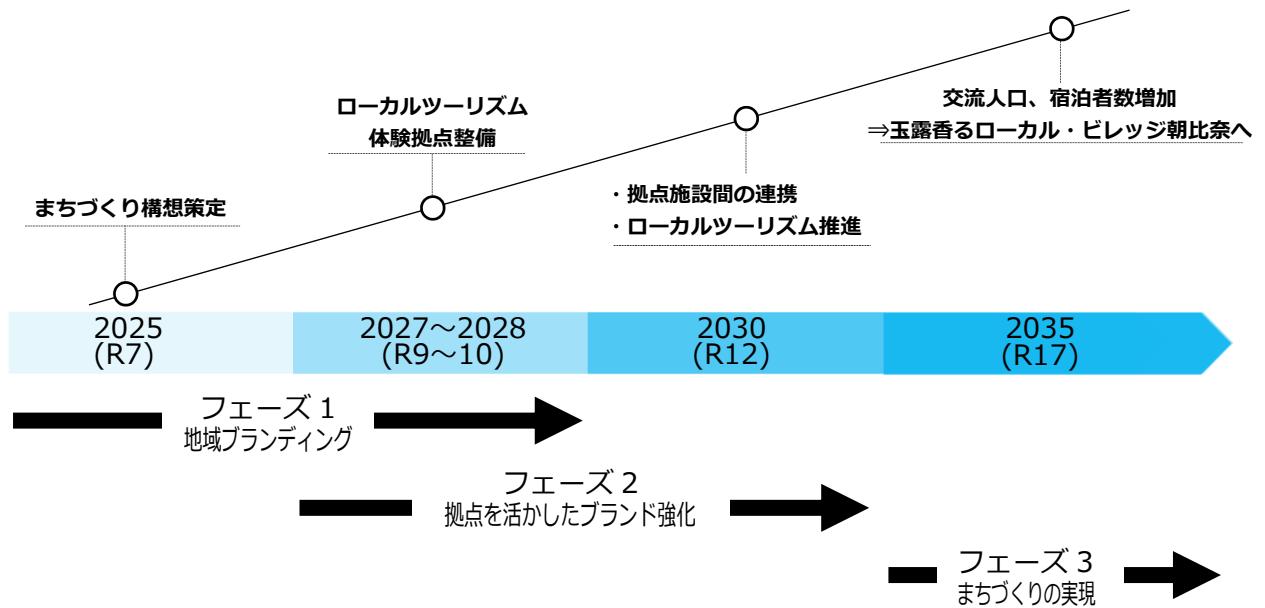 交流人口、宿泊者数増加
⇒玉露香るローカル・ビレッジ朝比奈へ
ローカルツーリズム
体験拠点整備
・拠点施設間の連携
・ローカルツーリズム推進
まちづくり構想策定
2025
(R7)
2027～2028
(R9～10)
2030
(R12)
2035
(R17)
フェーズ１
地域ブランディング
フェーズ２
拠点を活かしたブランド強化
フェーズ３
まちづくりの実現